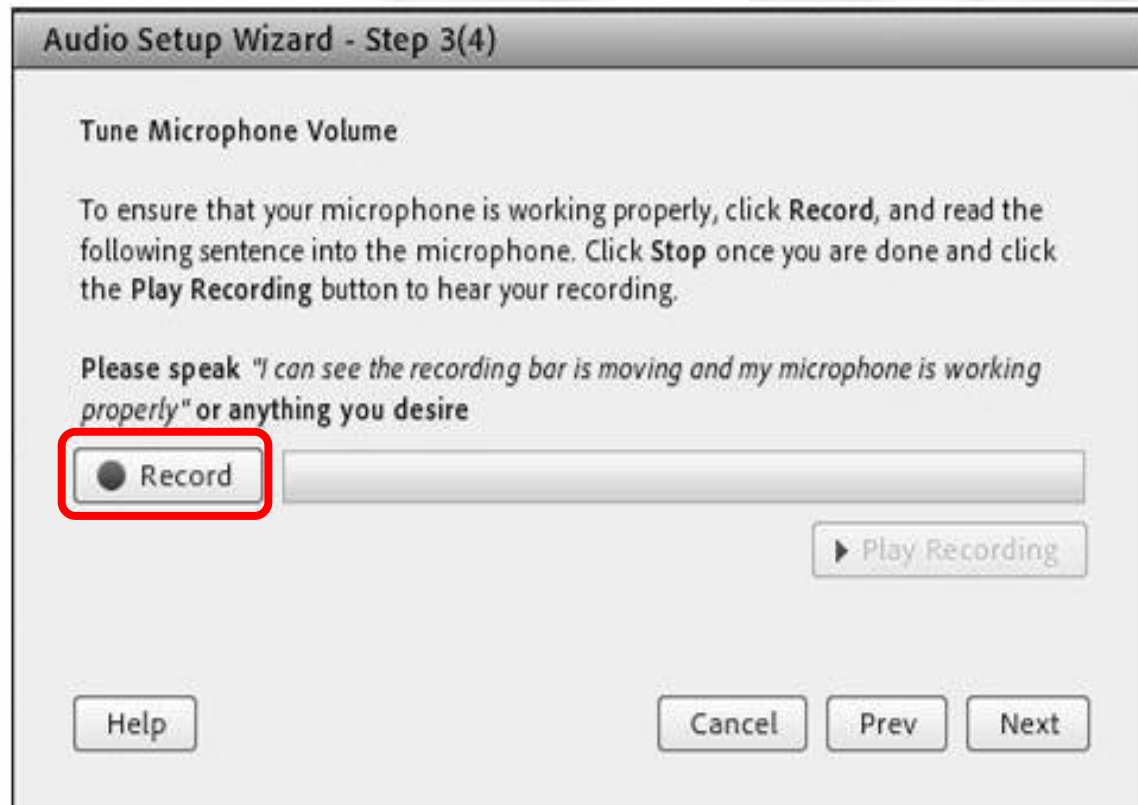 Audio Setup Wizard - Step 3(4)
Tune Microphone Volume
To ensure that your microphone is working properly, click Record, and read the
following sentence into the microphone. Click Stop once you are done and click
the Play Recording button to hear your recording.
Please speak "I can see the recording bar is moving and my microphone is working
properly" or anything you desire
Record
Play Recording
Help Cancel Prev Next